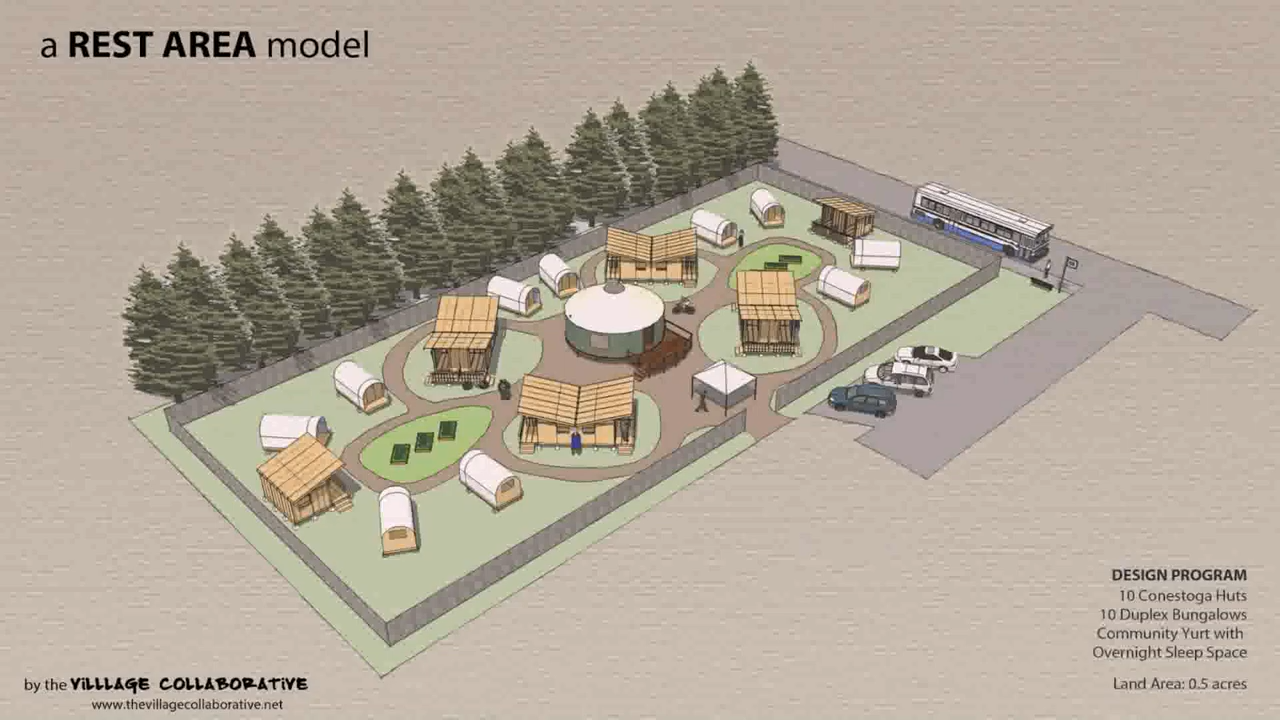 a REST AREA model
DESIGN PROGRAM
10 Conestoga Huts
10 Duplex Bungalows
Community Yurt with
Overnight Sleep Space
Land Area: 0.5 acres
by the VILLLAGE COLLABORATIVE
www.thevillagecollaborative.net